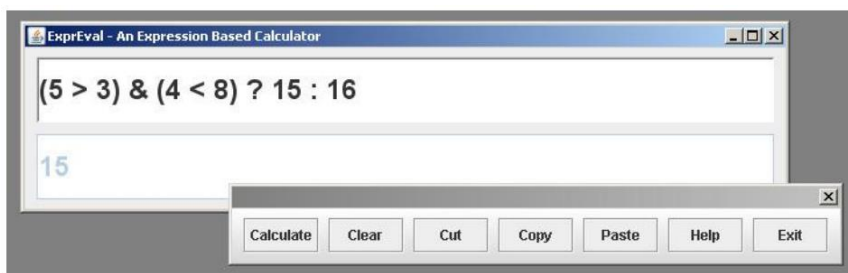 ExprEval - An Expression Based Calculator
(5 > 3) & (4 < 8) ? 15 : 16
15
Calculate Clear Cut Copy Paste Help Exit